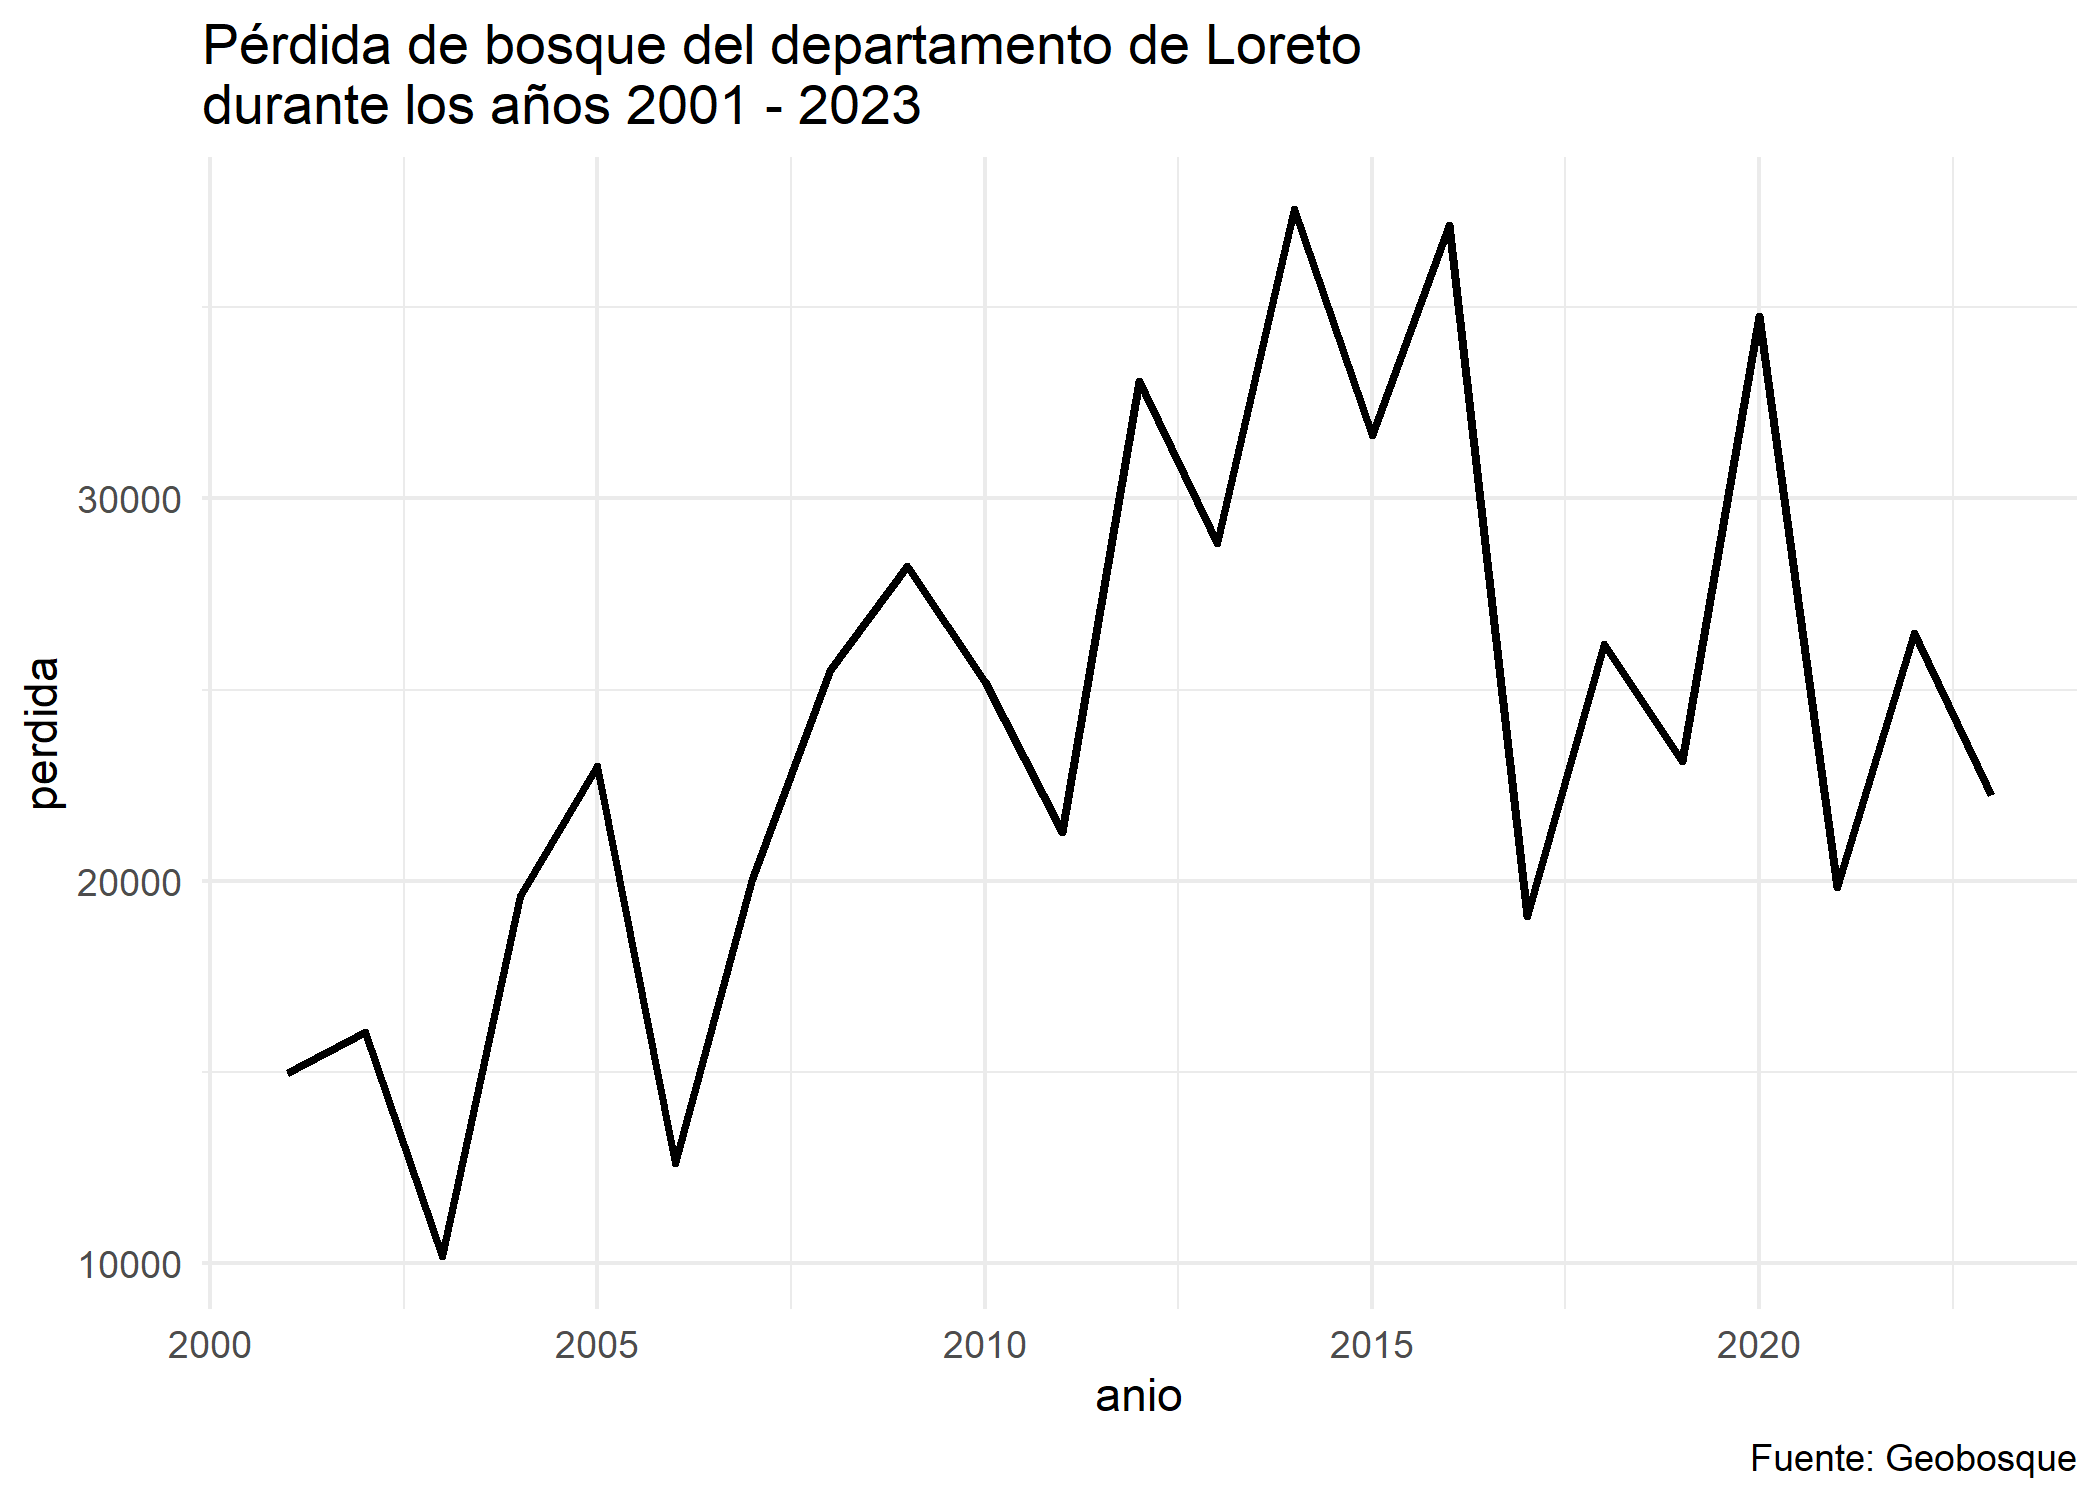 Pérdida de bosque del departamento de Loreto
durante los años 2001 - 2023
perdida
30000
20000
10000
2000 2005 2010 2015 2020
anio
Fuente: Geobosque